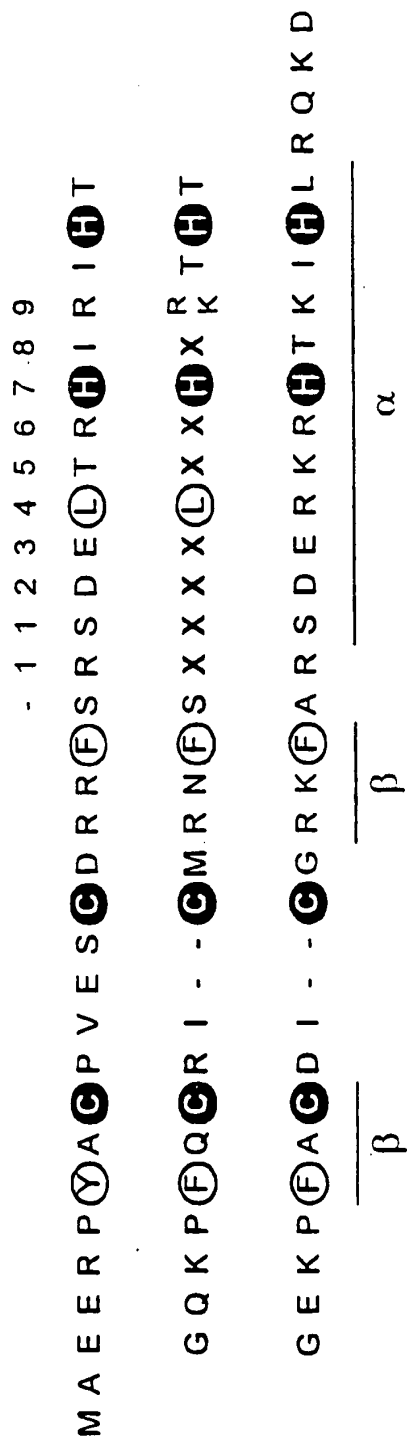 - 1 1 2 3 4 5 6 7 8 9
M A E E R P Y A C P V E S C D R R F S R S D E L T R H I R I H T
R
G Q K P F Q C R I - - C M R N F S X X X X L X X H X T H T
K
G E K P F A C D I - - C G R K F A R S D E R K R H T K I H L R Q K D
β β α